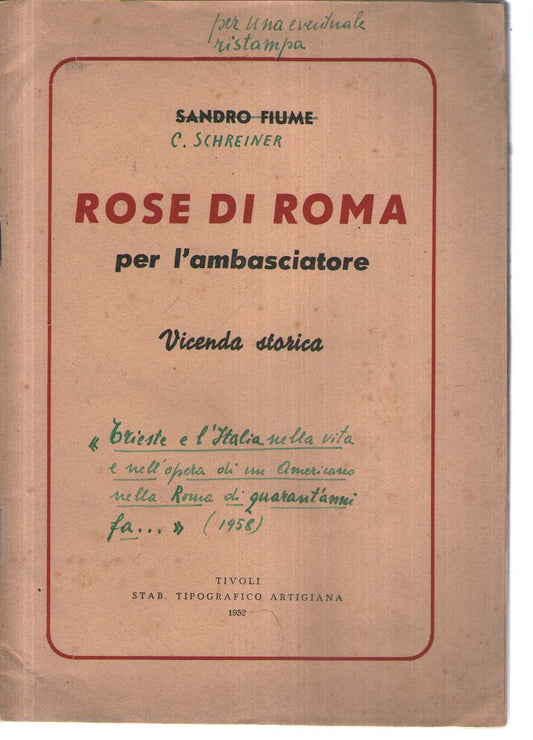 per una eventuale
ristampa
SANDRO FIUME
C. SCHREINER
ROSE DI ROMA
per l'ambasciatore
Vicenda storica
« Trieste e l'Italia nella vita
e nell'opera di un Americano
nella Roma di quarant'anni
fa... » (1958)
TIVOLI
STAB. TIPOGRAFICO ARTIGIANA
1952